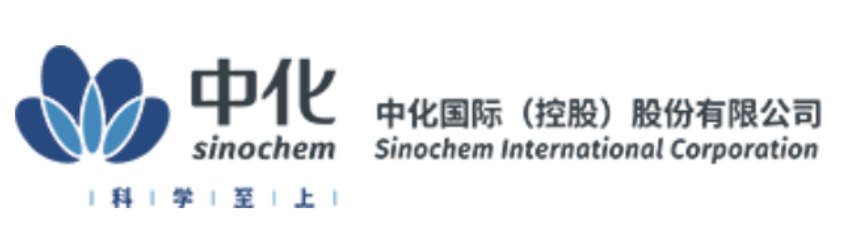 中化
sinochem
| 科 | 学 | 至 | 上 |
中化国际（控股）股份有限公司
Sinochem International Corporation